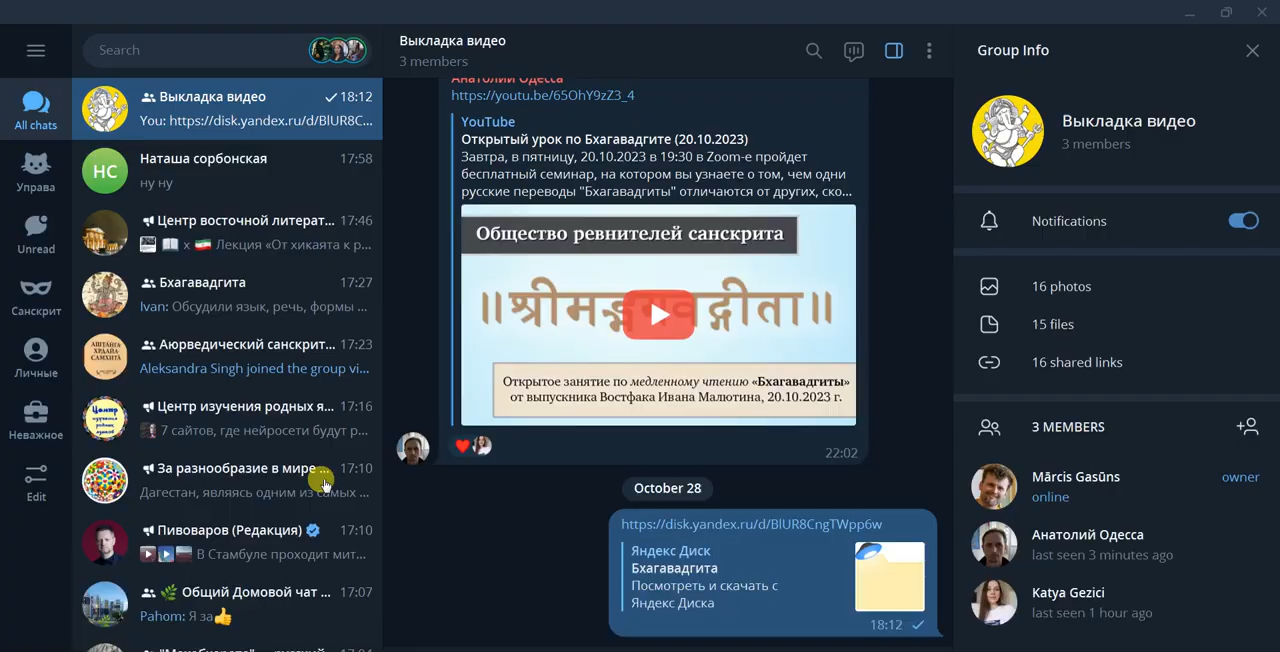 Search
All chats
Управа
Unread
Санскрит
Личные
Неважное
Edit
Выкладка видео
18:12
You: https://disk.yandex.ru/d/BlUR8C...
НС
Наташа сорбонская
17:58
ну ну
Центр восточной литерат...
17:46
x
Лекция «От хикаята к р...
Бхагавадгита
17:27
Ivan: Обсудили язык, речь, формы ...
АШТАНГА
ХРДАЙА
САМХИТА
Аюрведический санскрит...
17:23
Aleksandra Singh joined the group vi...
Центр
изучения
родных
языков
Центр изучения родных я...
17:16
7 сайтов, где нейросети будут р...
За разнообразие в мире ...
17:10
Дагестан, являясь одним из самых ...
Пивоваров (Редакция)
17:10
В Стамбуле проходит мит...
Общий Домовой чат ...
17:07
Pahom: Я за👍
Выкладка видео
3 members
Анатолий Одесса
https://youtu.be/65OhY9zZ3_4
YouTube
Открытый урок по Бхагавадгите (20.10.2023)
Завтра, в пятницу, 20.10.2023 в 19:30 в Zoom-е пройдет
бесплатный семинар, на котором вы узнаете о том, чем одни
русские переводы "Бхагавадгиты" отличаются от других, ско...
Общество ревнителей санскрита
Открытое занятие по медленному чтению «Бхагавадгиты»
от выпускника Востфака Ивана Малютина, 20.10.2023 г.
22:02
October 28
https://disk.yandex.ru/d/BlUR8CngTWpp6w
Яндекс Диск
Бхагавадгита
Посмотреть и скачать с
Яндекс Диска
18:12
Group Info
Выкладка видео
3 members
Notifications
16 photos
15 files
16 shared links
3 MEMBERS
Mārcis Gasūns
owner
online
Анатолий Одесса
last seen 3 minutes ago
Katya Gezici
last seen 1 hour ago